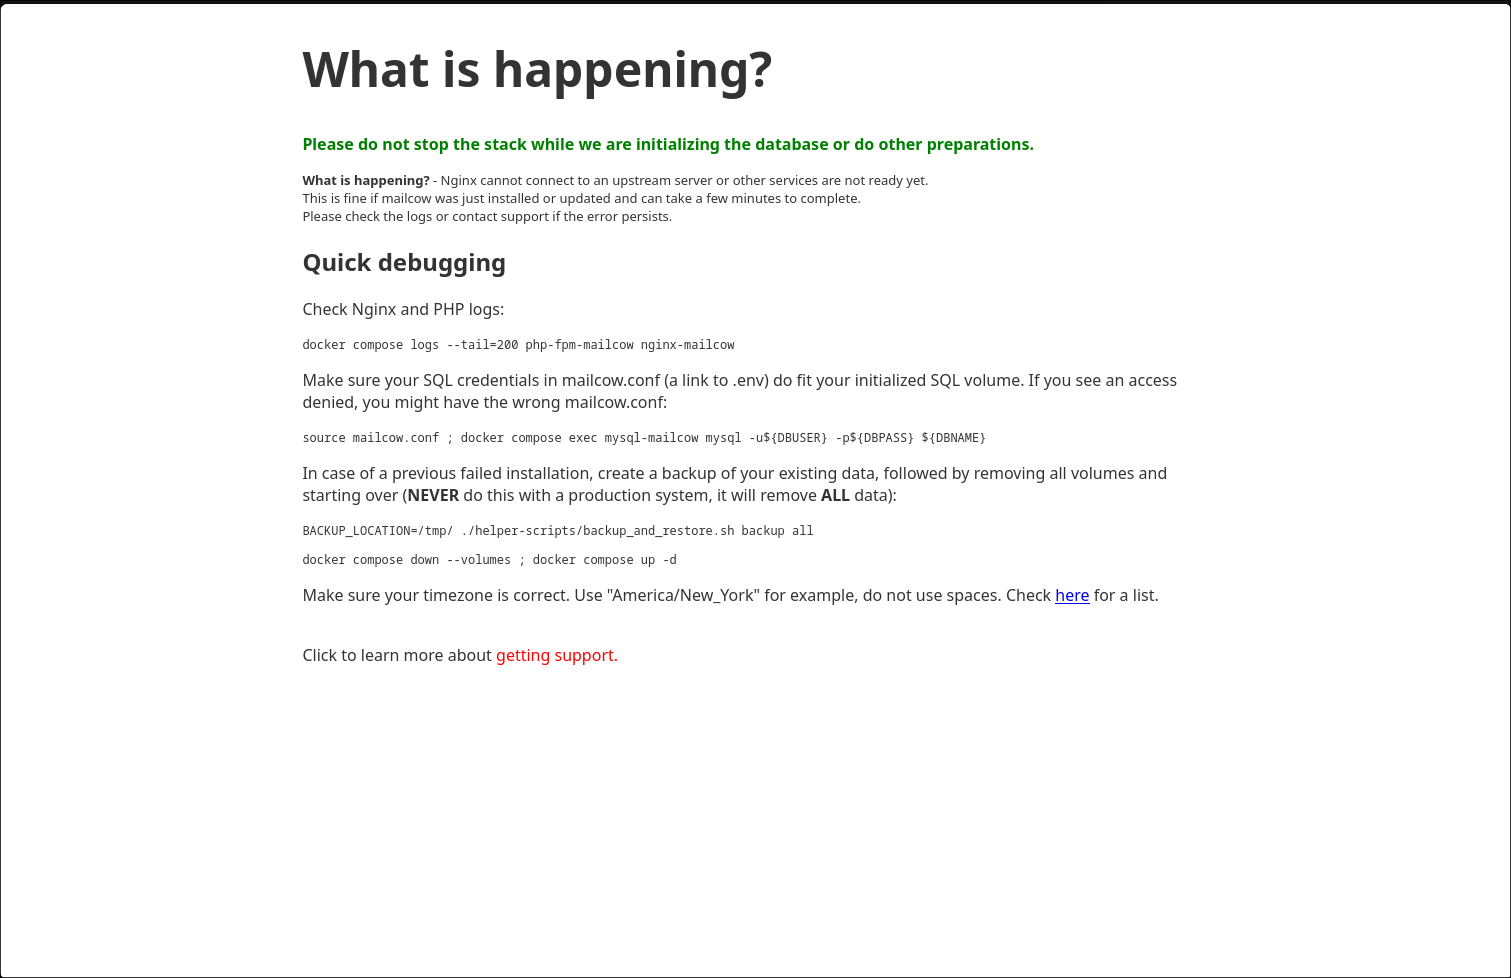 What is happening?
Please do not stop the stack while we are initializing the database or do other preparations.
What is happening? - Nginx cannot connect to an upstream server or other services are not ready yet.
This is fine if mailcow was just installed or updated and can take a few minutes to complete.
Please check the logs or contact support if the error persists.
Quick debugging
Check Nginx and PHP logs:
docker compose logs --tail=200 php-fpm-mailcow nginx-mailcow
Make sure your SQL credentials in mailcow.conf (a link to .env) do fit your initialized SQL volume. If you see an access
denied, you might have the wrong mailcow.conf:
source mailcow.conf ; docker compose exec mysql-mailcow mysql -u${DBUSER} -p${DBPASS} ${DBNAME}
In case of a previous failed installation, create a backup of your existing data, followed by removing all volumes and
starting over (NEVER do this with a production system, it will remove ALL data):
BACKUP_LOCATION=/tmp/ ./helper-scripts/backup_and_restore.sh backup all
docker compose down --volumes ; docker compose up -d
Make sure your timezone is correct. Use "America/New_York" for example, do not use spaces. Check here for a list.
Click to learn more about getting support.